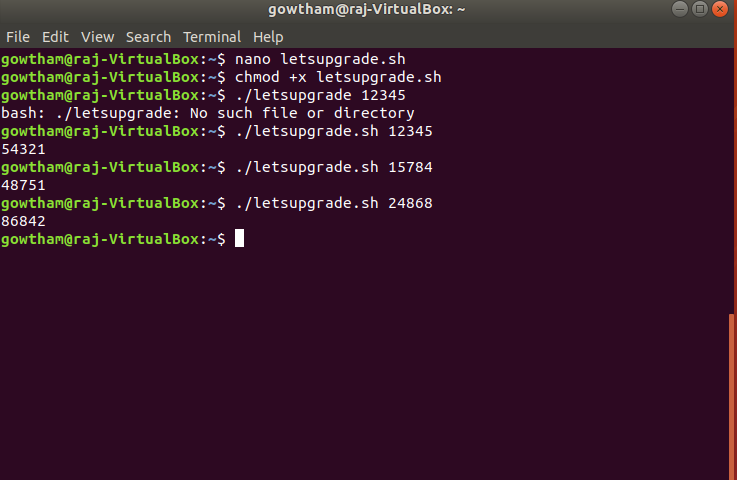 gowtham@raj-VirtualBox: ~
File Edit View Search Terminal Help
gowtham@raj-VirtualBox:~$ nano letsupgrade.sh
gowtham@raj-VirtualBox:~$ chmod +x letsupgrade.sh
gowtham@raj-VirtualBox:~$ ./letsupgrade 12345
bash: ./letsupgrade: No such file or directory
gowtham@raj-VirtualBox:~$ ./letsupgrade.sh 12345
54321
gowtham@raj-VirtualBox:~$ ./letsupgrade.sh 15784
48751
gowtham@raj-VirtualBox:~$ ./letsupgrade.sh 24868
86842
gowtham@raj-VirtualBox:~$